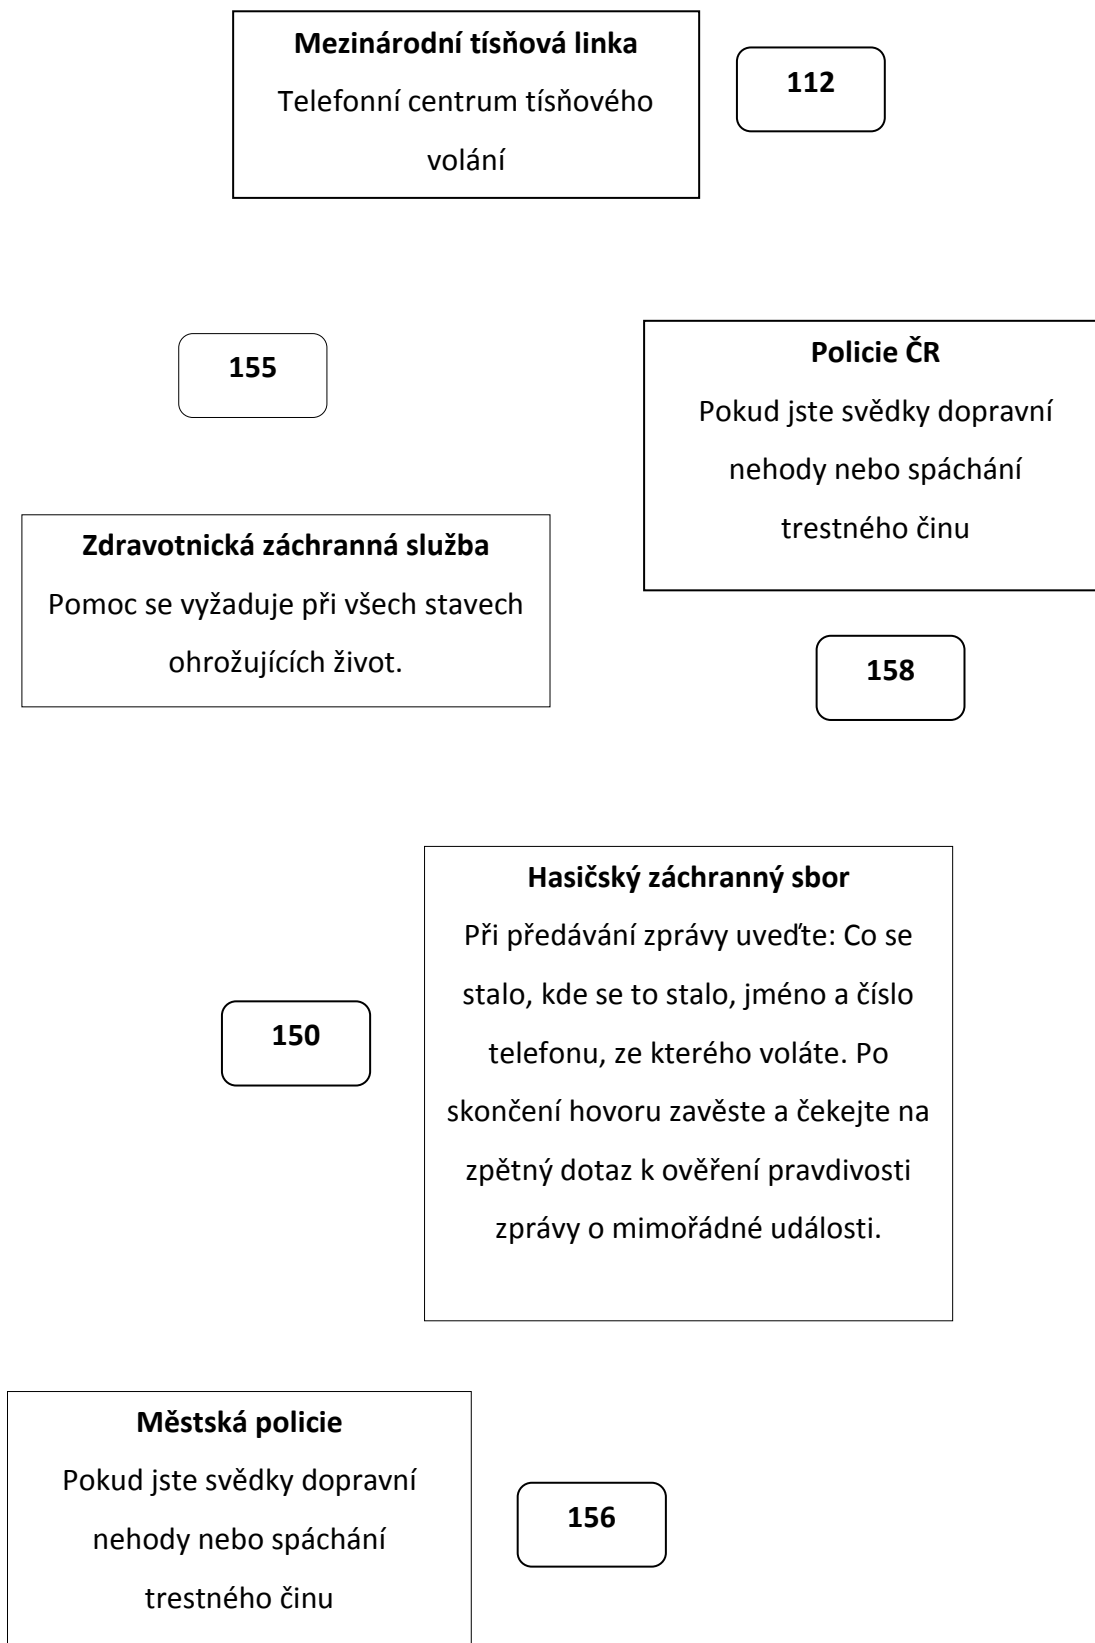 Mezinárodní tísňová linka
Telefonní centrum tísňového
volání
112
155
Policie ČR
Pokud jste svědky dopravní
nehody nebo spáchání
trestného činu
Zdravotnická záchranná služba
Pomoc se vyžaduje při všech stavech
ohrožujících život.
158
Hasičský záchranný sbor
Při předávání zprávy uveďte: Co se
stalo, kde se to stalo, jméno a číslo
telefonu, ze kterého voláte. Po
skončení hovoru zavěste a čekejte na
zpětný dotaz k ověření pravdivosti
zprávy o mimořádné události.
150
Městská policie
Pokud jste svědky dopravní
nehody nebo spáchání
trestného činu
156